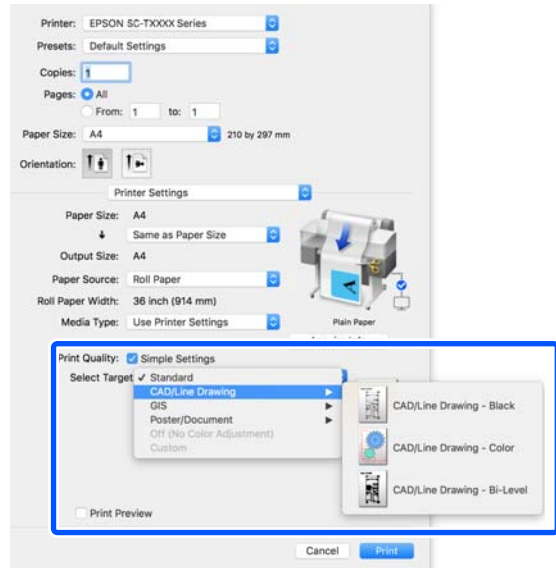 Printer: EPSON SC-TXXXX Series
Presets: Default Settings
Copies: 1
Pages: All
From: 1 to: 1
Paper Size: A4 210 by 297 mm
Orientation:
Printer Settings
Paper Size: A4
Same as Paper Size
Output Size: A4
Paper Source: Roll Paper
Roll Paper Width: 36 inch (914 mm)
Media Type: Use Printer Settings
Plain Paper
Print Quality: Simple Settings
Select Target ✓ Standard
CAD/Line Drawing
GIS
Poster/Document
Off (No Color Adjustment)
Custom
CAD/Line Drawing - Black
CAD/Line Drawing - Color
CAD/Line Drawing - Bi-Level
Print Preview
Cancel Print